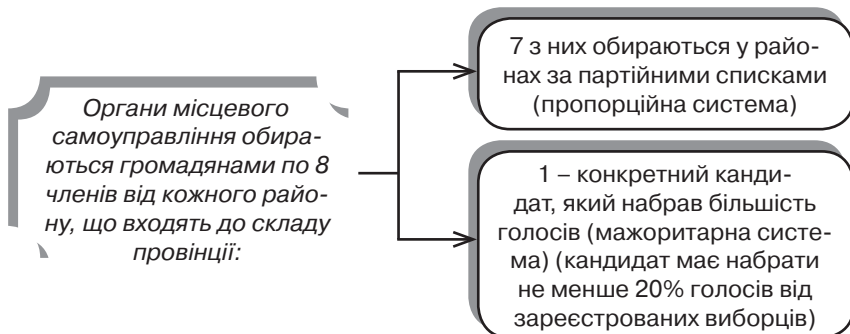 Органи місцевого
самоуправління обира-
ються громадянами по 8
членів від кожного райо-
ну, що входять до складу
провінції:
7 з них обираються у райо-
нах за партійними списками
(пропорційна система)
1 – конкретний канди-
дат, який набрав більшість
голосів (мажоритарна систе-
ма) (кандидат має набрати
не менше 20% голосів від
зареєстрованих виборців)